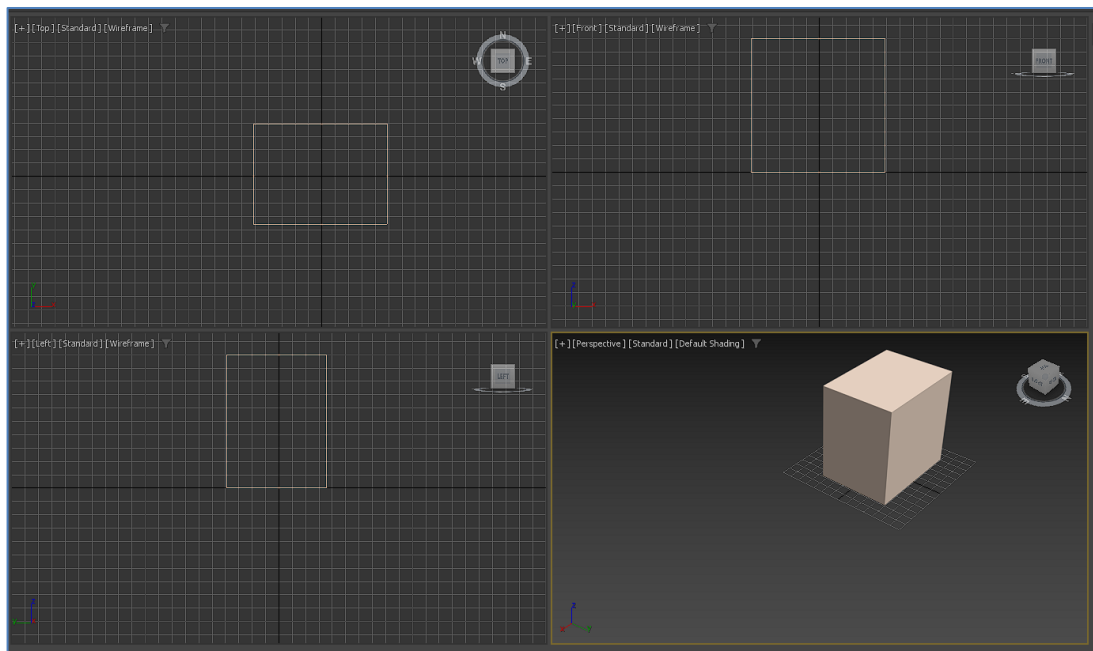 [+] [Top] [Standard] [Wireframe]
N
W TOP E
S
Y
Z X
[+] [Front] [Standard] [Wireframe]
FRONT
Z
Y X
[+] [Left] [Standard] [Wireframe]
LEFT
Z
Y X
[+] [Perspective] [Standard] [Default Shading]
Z
X Y